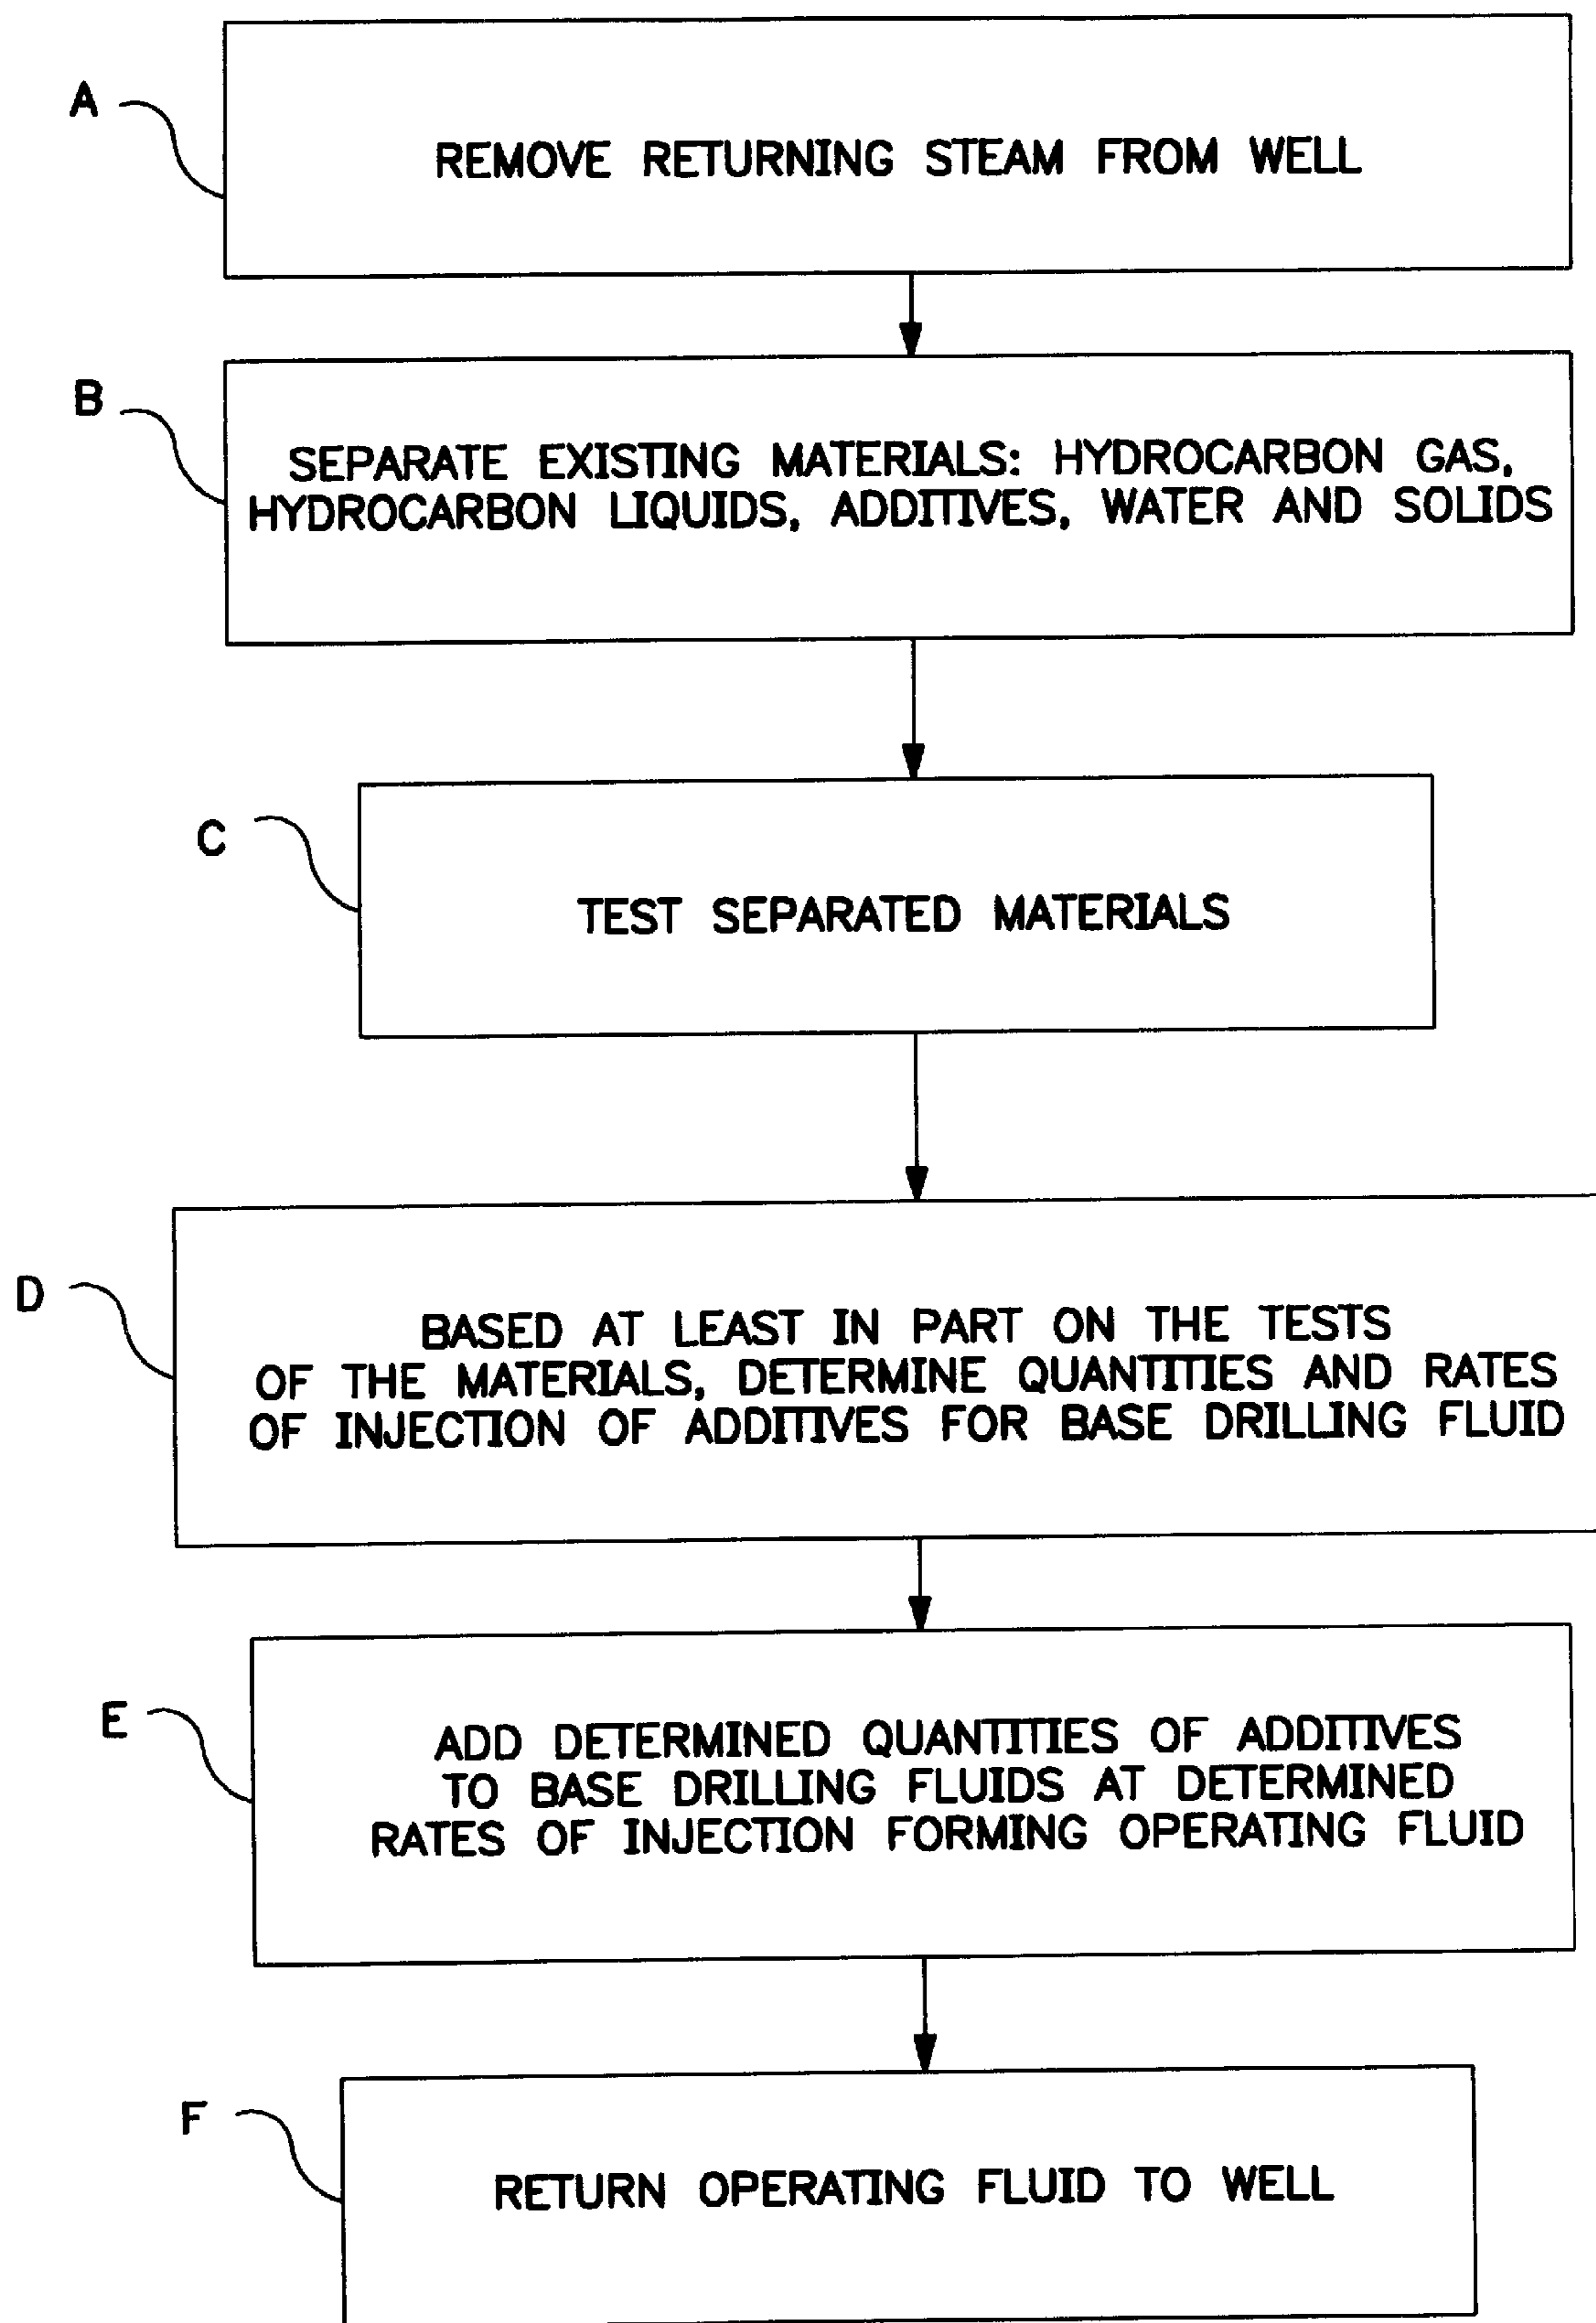 A
REMOVE RETURNING STEAM FROM WELL
B
SEPARATE EXISTING MATERIALS: HYDROCARBON GAS,
HYDROCARBON LIQUIDS, ADDITIVES, WATER AND SOLIDS
C
TEST SEPARATED MATERIALS
D
BASED AT LEAST IN PART ON THE TESTS
OF THE MATERIALS, DETERMINE QUANTITIES AND RATES
OF INJECTION OF ADDITIVES FOR BASE DRILLING FLUID
E
ADD DETERMINED QUANTITIES OF ADDITIVES
TO BASE DRILLING FLUIDS AT DETERMINED
RATES OF INJECTION FORMING OPERATING FLUID
F
RETURN OPERATING FLUID TO WELL